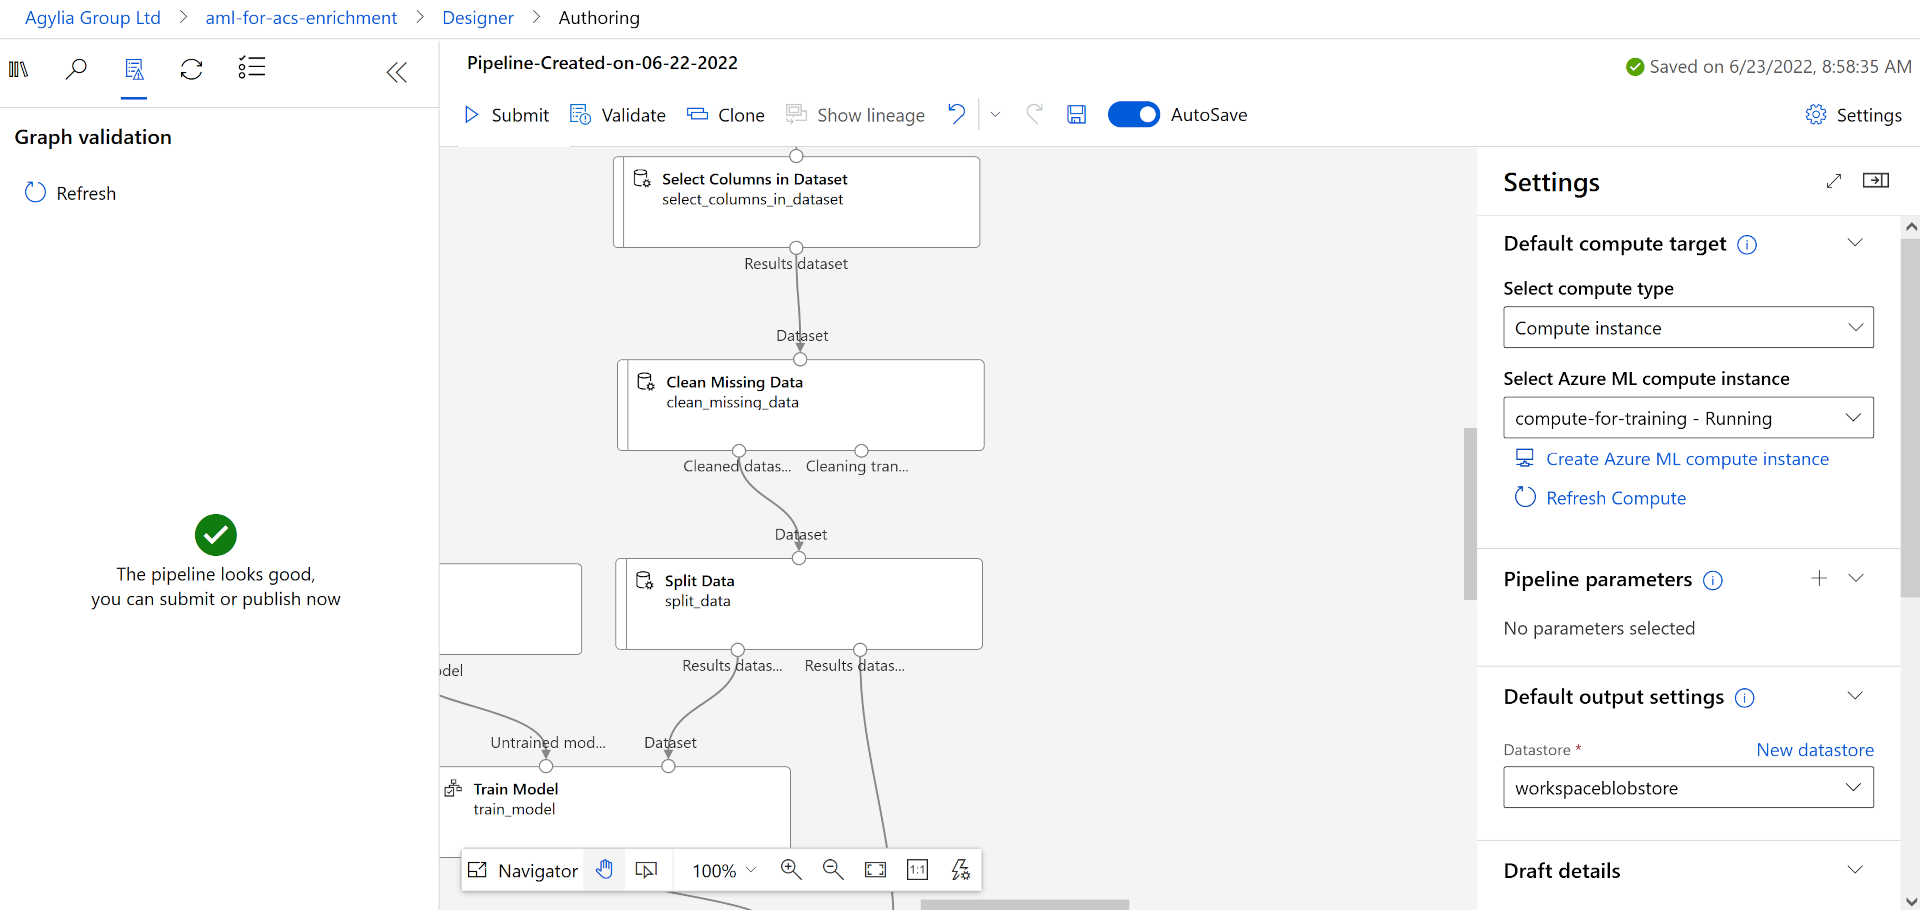 Agylia Group Ltd > aml-for-acs-enrichment > Designer > Authoring
Graph validation
Refresh
The pipeline looks good,
you can submit or publish now
Pipeline-Created-on-06-22-2022
Saved on 6/23/2022, 8:58:35 AM
Submit Validate Clone Show lineage AutoSave Settings
Select Columns in Dataset
select_columns_in_dataset
Results dataset
Dataset
Clean Missing Data
clean_missing_data
Cleaned datas... Cleaning tran...
Dataset
Split Data
split_data
Results datas... Results datas...
Untrained mod... Dataset
Train Model
train_model
Navigator 100% 1:1
Settings
Default compute target
Select compute type
Compute instance
Select Azure ML compute instance
compute-for-training - Running
Create Azure ML compute instance
Refresh Compute
Pipeline parameters
No parameters selected
Default output settings
Datastore * New datastore
workspaceblobstore
Draft details